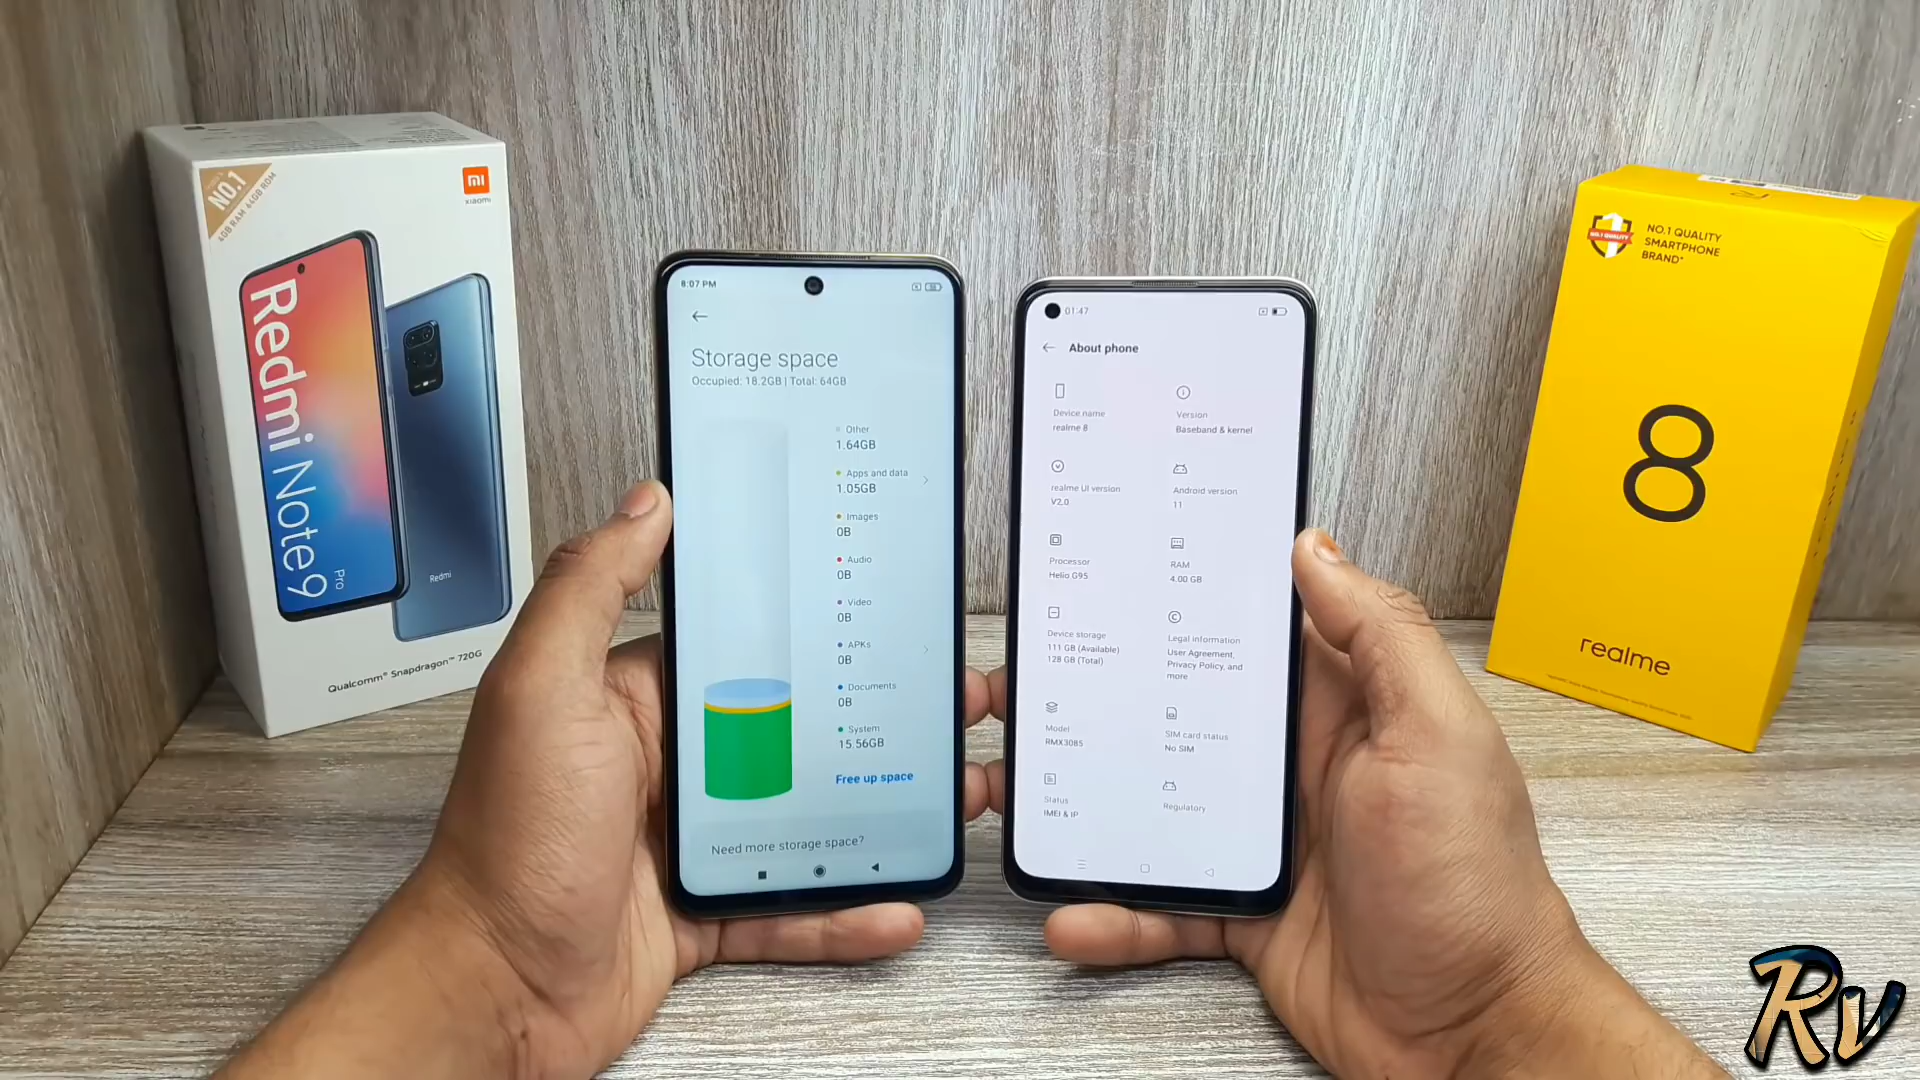 NO.1
4GB RAM 64GB ROM
mi
xiaomi
Redmi Note 9
Pro
Redmi
Qualcomm® Snapdragon™ 720G
8:07 PM
Storage space
Occupied: 18.2GB | Total: 64GB
Other
1.64GB
Apps and data
1.05GB
Images
0B
Audio
0B
Video
0B
APKs
0B
Documents
0B
System
15.56GB
Free up space
Need more storage space?
01:47
About phone
Device name
realme 8
Version
Baseband & kernel
realme UI version
V2.0
Android version
11
Processor
Helio G95
RAM
4.00 GB
Device storage
111 GB (Available)
128 GB (Total)
Legal information
User Agreement,
Privacy Policy, and
more
Model
RMX3085
SIM card status
No SIM
Status
IMEI & IP
Regulatory
1
NO.1 QUALITY
NO.1 QUALITY
SMARTPHONE
BRAND*
8
realme
Rv